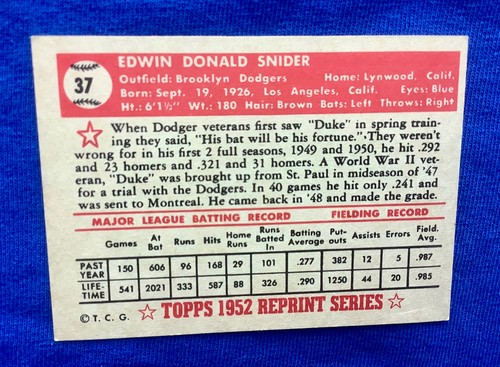 37
EDWIN DONALD SNIDER
Outfield: Brooklyn Dodgers Home: Lynwood, Calif.
Born: Sept. 19, 1926, Los Angeles, Calif. Eyes: Blue
Ht.: 6'1½" Wt.: 180 Hair: Brown Bats: Left Throws: Right
When Dodger veterans first saw "Duke" in spring train-
ing they said, "His bat will be his fortune." They weren't
wrong for in his first 2 full seasons, 1949 and 1950, he hit .292
and 23 homers and .321 and 31 homers. A World War II vet-
eran, "Duke" was brought up from St. Paul in midseason of '47
for a trial with the Dodgers. In 40 games he hit only .241 and
was sent to Montreal. He came back in '48 and made the grade.
MAJOR LEAGUE BATTING RECORD FIELDING RECORD
Games At Bat Runs Hits Home Runs Runs Batted In Batting Average Put-outs Assists Errors Field. Avg.
PAST YEAR 150 606 96 168 29 101 .277 382 12 5 .987
LIFE-TIME 541 2021 333 587 88 326 .290 1250 44 20 .985
TOPPS 1952 REPRINT SERIES
© T. C. G.